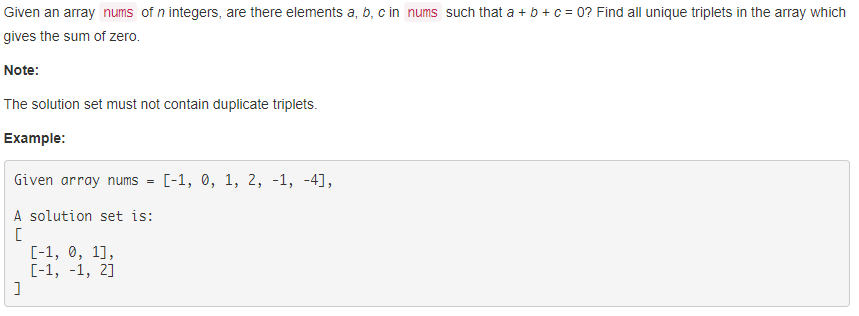 Given an array nums of n integers, are there elements a, b, c in nums such that a + b + c = 0? Find all unique triplets in the array which
gives the sum of zero.
Note:
The solution set must not contain duplicate triplets.
Example:
Given array nums = [-1, 0, 1, 2, -1, -4],
A solution set is:
[
  [-1, 0, 1],
  [-1, -1, 2]
]